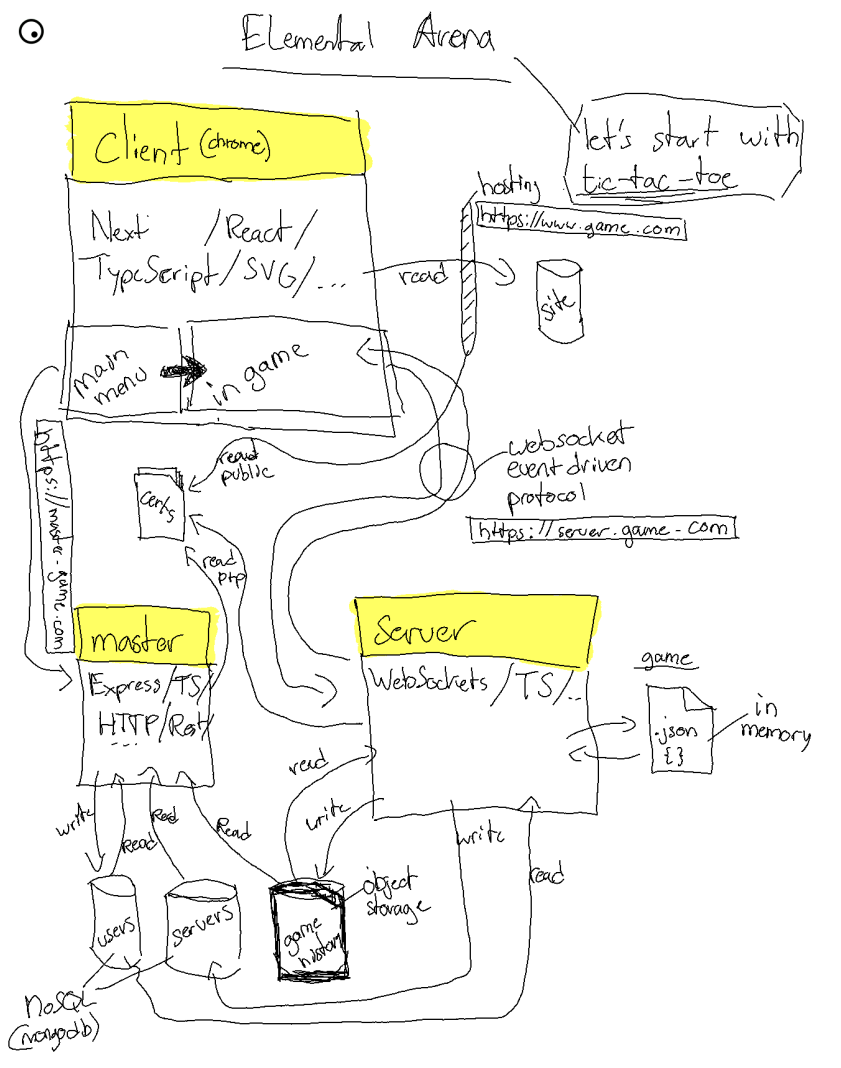 Elemental Arena
let's start with
tic-tac-toe
Client (chrome)
hosting
https://www.game.com
Next /React/
TypeScript/SVG/...
read
site
main
menu
in game
https://master.game.com
read
public
certs
read
ptp
websocket
event driven
protocol
https://server.game.com
master
Express/TS/
HTTP/Rest/
...
Server
WebSockets/TS/..
game
.json
{}
in
memory
read
write
write
Read
Read
Read
write
read
users
servers
game
history
object
storage
NoSQL
(mongodb)